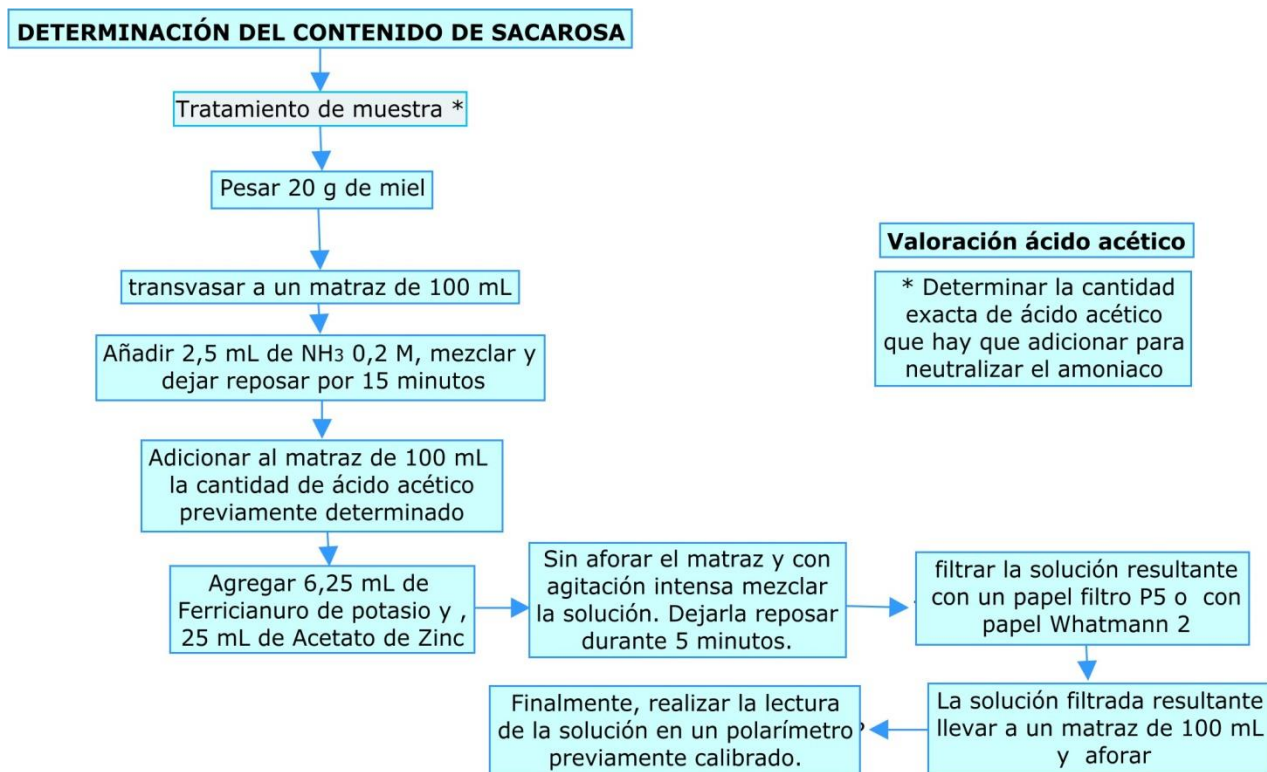 DETERMINACIÓN DEL CONTENIDO DE SACAROSA
Tratamiento de muestra *
Pesar 20 g de miel
transvasar a un matraz de 100 mL
Añadir 2,5 mL de NH3 0,2 M, mezclar y
dejar reposar por 15 minutos
Adicionar al matraz de 100 mL
la cantidad de ácido acético
previamente determinado
Agregar 6,25 mL de
Ferricianuro de potasio y ,
25 mL de Acetato de Zinc
Sin aforar el matraz y con
agitación intensa mezclar
la solución. Dejarla reposar
durante 5 minutos.
filtrar la solución resultante
con un papel filtro P5 o con
papel Whatmann 2
La solución filtrada resultante
llevar a un matraz de 100 mL
y aforar
Finalmente, realizar la lectura
de la solución en un polarímetro
previamente calibrado.
Valoración ácido acético
* Determinar la cantidad
exacta de ácido acético
que hay que adicionar para
neutralizar el amoniaco